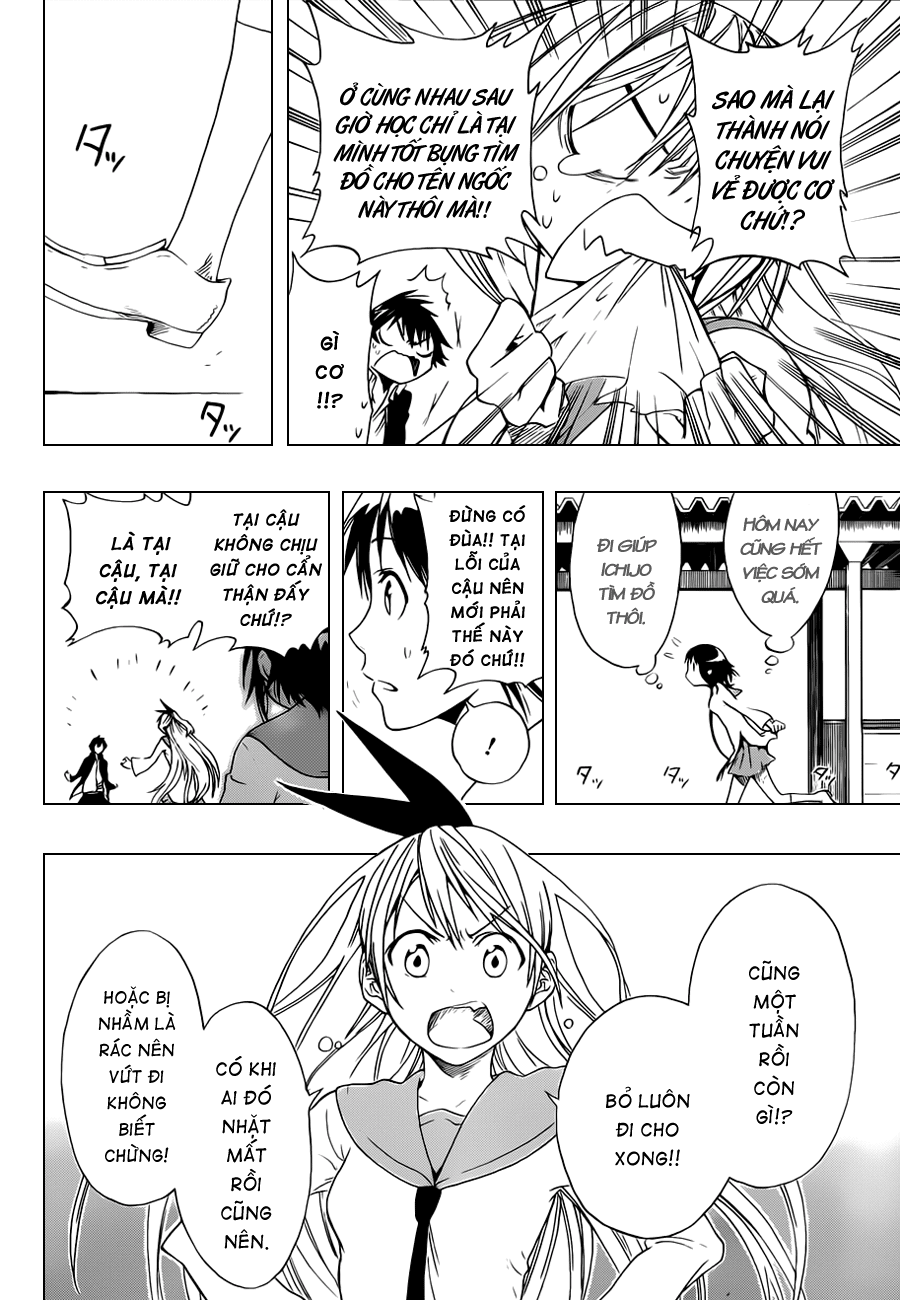 SAO MÀ LẠI
THÀNH NÓI
CHUYỆN VUI
VẺ ĐƯỢC CƠ
CHỨ!?
Ở CÙNG NHAU SAU
GIỜ HỌC CHỈ LÀ TẠI
MÌNH TỐT BỤNG TÌM
ĐỒ CHO TÊN NGỐC
NÀY THÔI MÀ!!
GÌ
CƠ
!!?
タッ
タッ
HÔM NAY
CŨNG HẾT
VIỆC SỚM
QUÁ.
ĐI GIÚP
ICHIJO
TÌM ĐỒ
THÔI.
タッ
タッ
タッ
ĐỪNG CÓ
ĐÙA!! TẠI
LỖI CỦA
CẬU NÊN
MỚI PHẢI
THẾ NÀY
ĐÓ CHỨ!!
!
TẠI CẬU
KHÔNG CHỊU
GIỮ CHO CẨN
THẬN ĐẤY
CHỨ!?
LÀ TẠI
CẬU, TẠI
CẬU MÀ!!
CŨNG
MỘT
TUẦN
RỒI
CÒN
GÌ!?
BỎ LUÔN
ĐI CHO
XONG!!
CÓ KHI
AI ĐÓ
NHẶT
MẤT
RỒI
CŨNG
NÊN.
HOẶC BỊ
NHẦM LÀ
RÁC NÊN
VỨT ĐI
KHÔNG
BIẾT
CHỪNG!